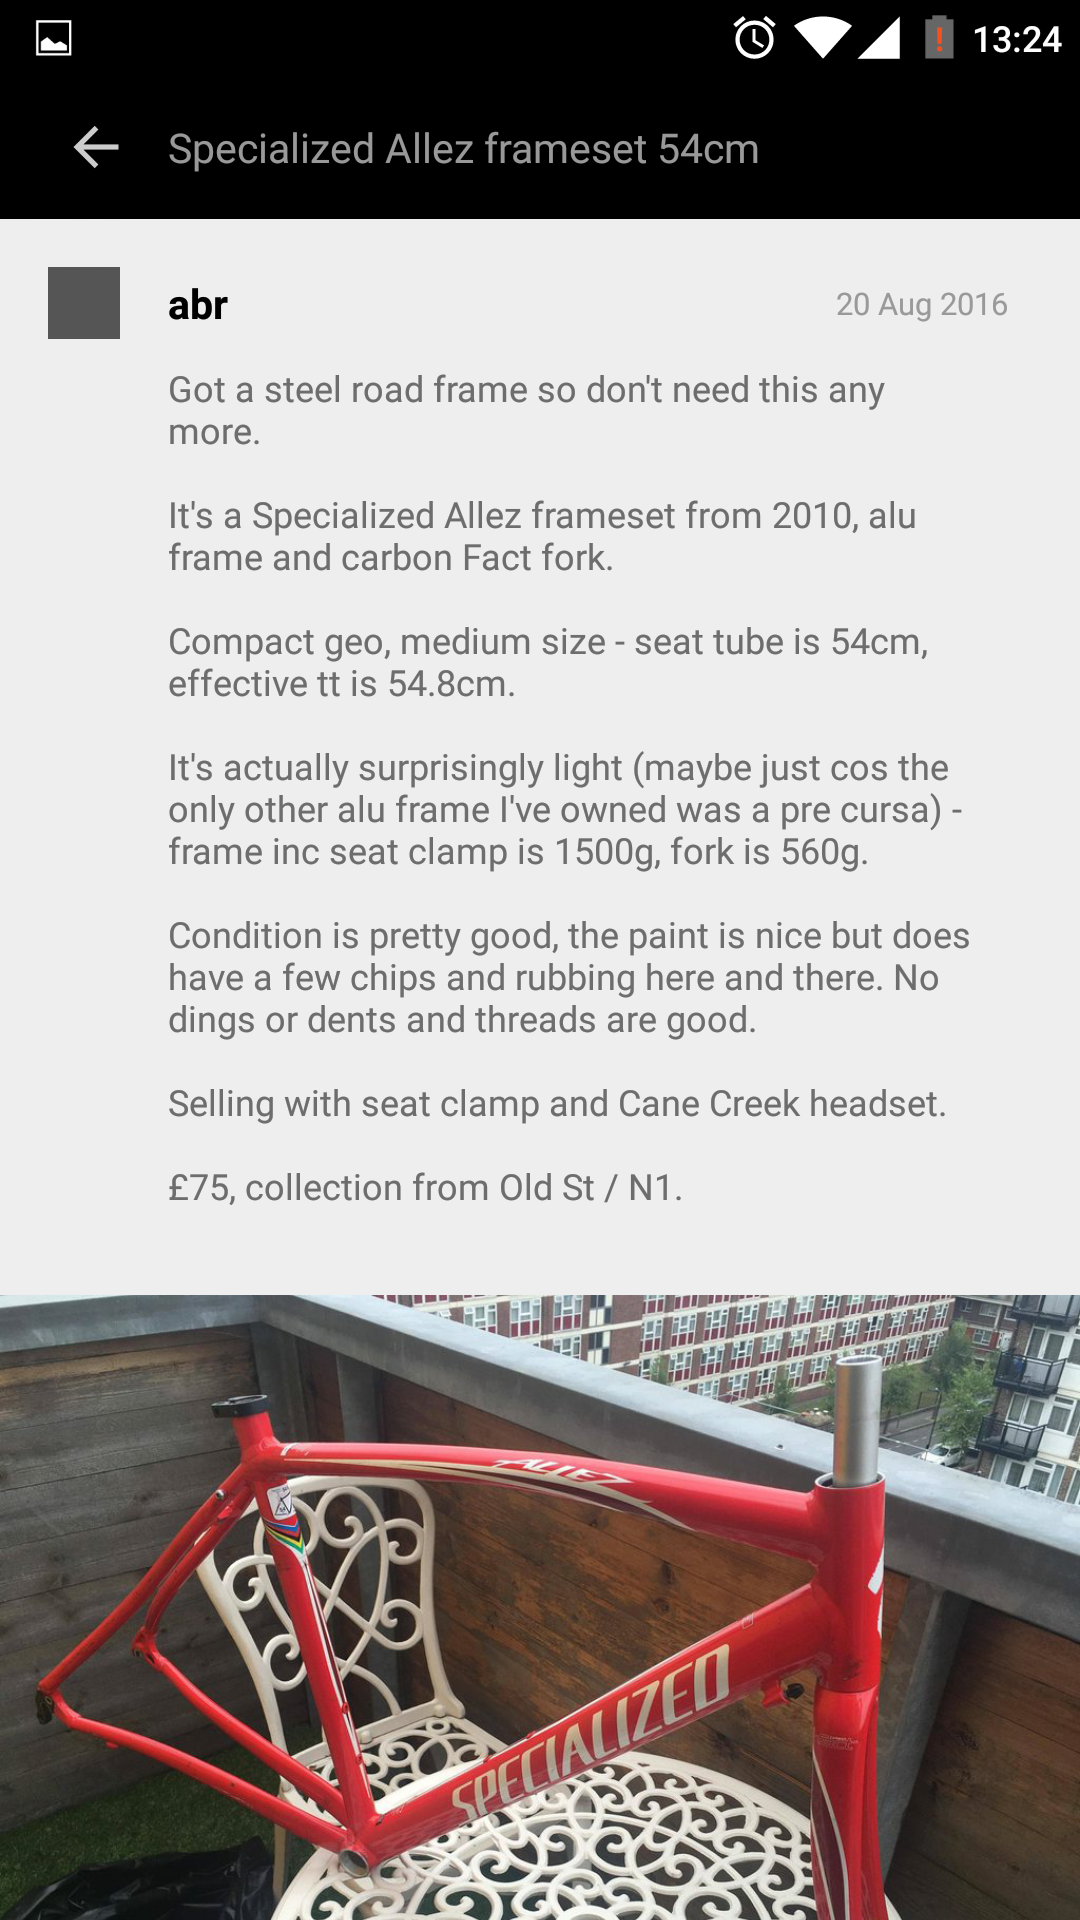 13:24
Specialized Allez frameset 54cm
abr
20 Aug 2016
Got a steel road frame so don't need this any
more.
It's a Specialized Allez frameset from 2010, alu
frame and carbon Fact fork.
Compact geo, medium size - seat tube is 54cm,
effective tt is 54.8cm.
It's actually surprisingly light (maybe just cos the
only other alu frame I've owned was a pre cursa) -
frame inc seat clamp is 1500g, fork is 560g.
Condition is pretty good, the paint is nice but does
have a few chips and rubbing here and there. No
dings or dents and threads are good.
Selling with seat clamp and Cane Creek headset.
£75, collection from Old St / N1.
ALLEZ
SPECIALIZED